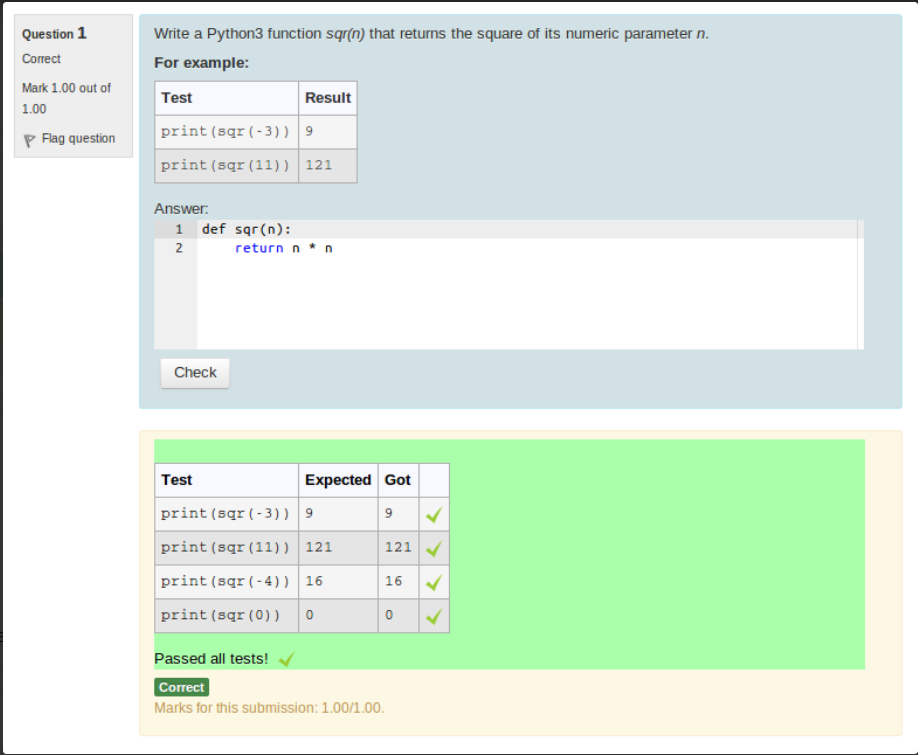 Question 1
Correct
Mark 1.00 out of
1.00
Flag question
Write a Python3 function sqr(n) that returns the square of its numeric parameter n.
For example:
Test Result
print(sqr(-3)) 9
print(sqr(11)) 121
Answer:
1 def sqr(n):
2     return n * n
Check
Test Expected Got
print(sqr(-3)) 9 9
print(sqr(11)) 121 121
print(sqr(-4)) 16 16
print(sqr(0)) 0 0
Passed all tests!
Correct
Marks for this submission: 1.00/1.00.